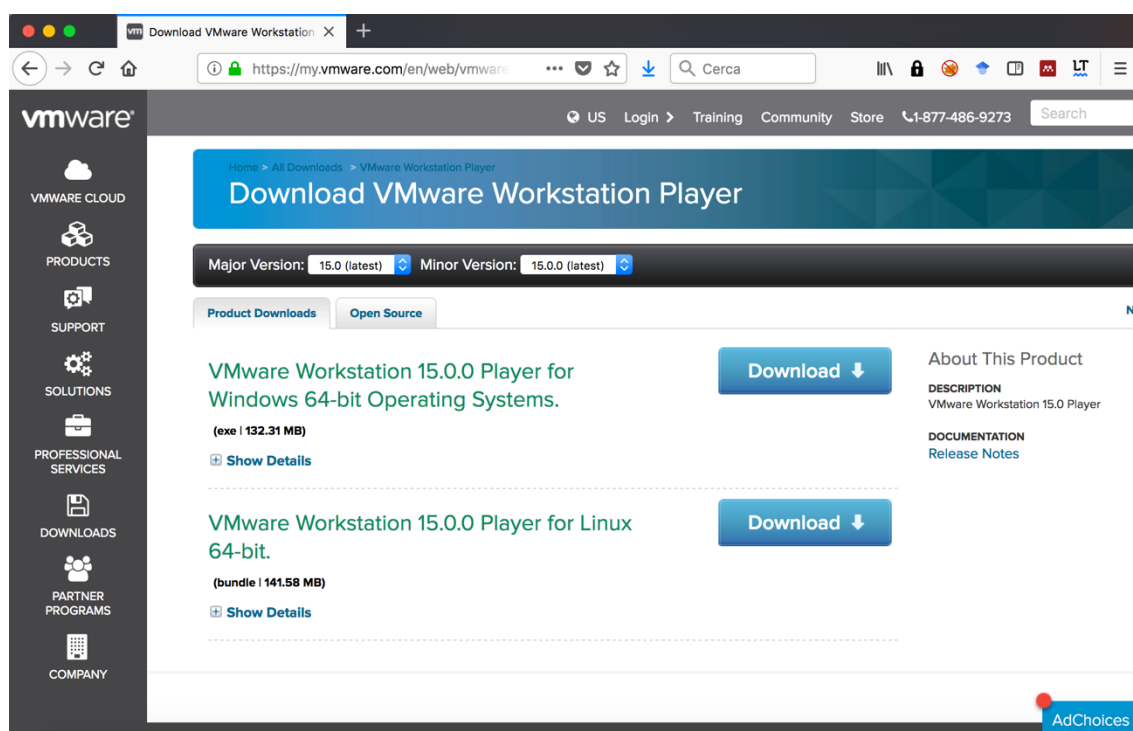 vm Download VMware Workstation
https://my.vmware.com/en/web/vmware
Cerca
LT
vmware®
US Login Training Community Store 1-877-486-9273 Search
VMWARE CLOUD
PRODUCTS
SUPPORT
SOLUTIONS
PROFESSIONAL
SERVICES
DOWNLOADS
PARTNER
PROGRAMS
COMPANY
Home > All Downloads > VMware Workstation Player
Download VMware Workstation Player
Major Version: 15.0 (latest) Minor Version: 15.0.0 (latest)
Product Downloads Open Source
N
VMware Workstation 15.0.0 Player for
Windows 64-bit Operating Systems.
(exe | 132.31 MB)
Show Details
Download
VMware Workstation 15.0.0 Player for Linux
64-bit.
(bundle | 141.58 MB)
Show Details
Download
About This Product
DESCRIPTION
VMware Workstation 15.0 Player
DOCUMENTATION
Release Notes
AdChoices